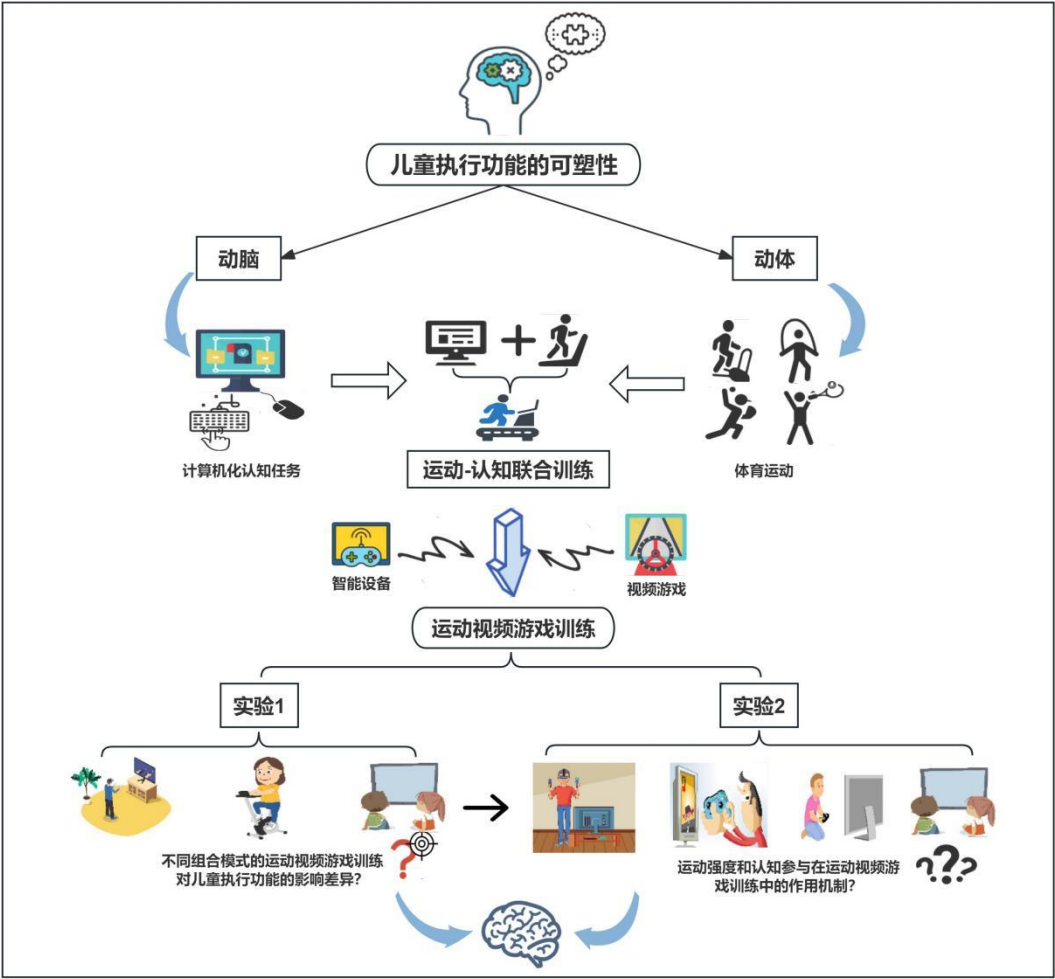 儿童执行功能的可塑性
动脑
动体
计算机化认知任务
运动-认知联合训练
体育运动
智能设备
视频游戏
运动视频游戏训练
实验1
实验2
不同组合模式的运动视频游戏训练
对儿童执行功能的影响差异?
?
运动强度和认知参与在运动视频游
戏训练中的作用机制?
???